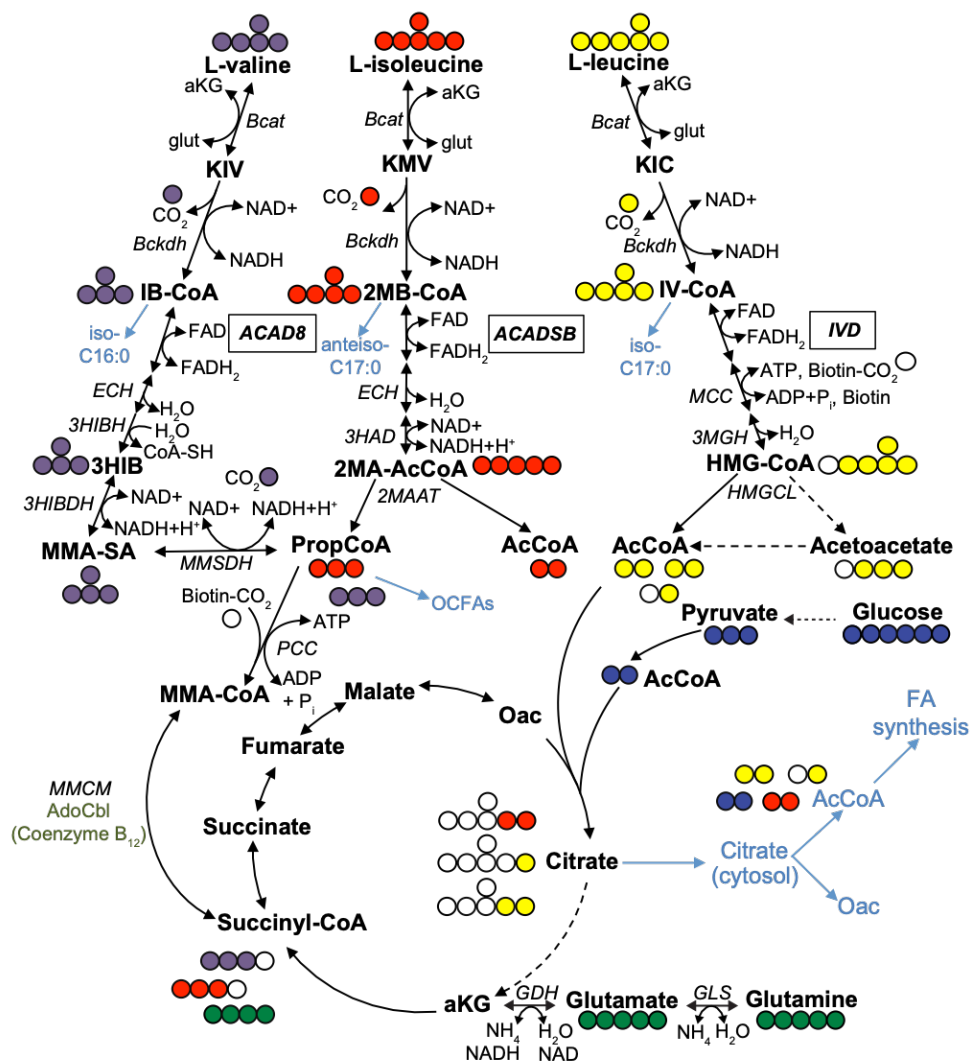 L-valine
L-isoleucine
L-leucine
aKG
Bcat
glut
aKG
Bcat
glut
aKG
Bcat
glut
KIV
KMV
KIC
CO2
NAD+
Bckdh
NADH
CO2
NAD+
Bckdh
NADH
CO2
NAD+
Bckdh
NADH
IB-CoA
2MB-CoA
IV-CoA
iso-
C16:0
FAD
FADH2
ACAD8
anteiso-
C17:0
FAD
FADH2
ACADSB
iso-
C17:0
FAD
FADH2
IVD
ECH
H2O
3HIBH
H2O
CoA-SH
ECH
H2O
3HAD
NAD+
NADH+H+
MCC
ATP, Biotin-CO2
ADP+Pi, Biotin
3MGH
H2O
3HIB
2MA-AcCoA
HMG-CoA
3HIBDH
NAD+
NADH+H+
CO2
NAD+
NADH+H+
2MAAT
HMGCL
MMA-SA
MMSDH
PropCoA
AcCoA
AcCoA
Acetoacetate
Biotin-CO2
OCFAs
Pyruvate
Glucose
ATP
PCC
ADP
+ Pi
AcCoA
MMA-CoA
Malate
Oac
FA
synthesis
Fumarate
MMCM
AdoCbl
(Coenzyme B12)
AcCoA
Succinate
Citrate
Citrate
(cytosol)
Oac
Succinyl-CoA
aKG
GDH
Glutamate
GLS
Glutamine
NH4
H2O
NADH
NAD
NH4
H2O